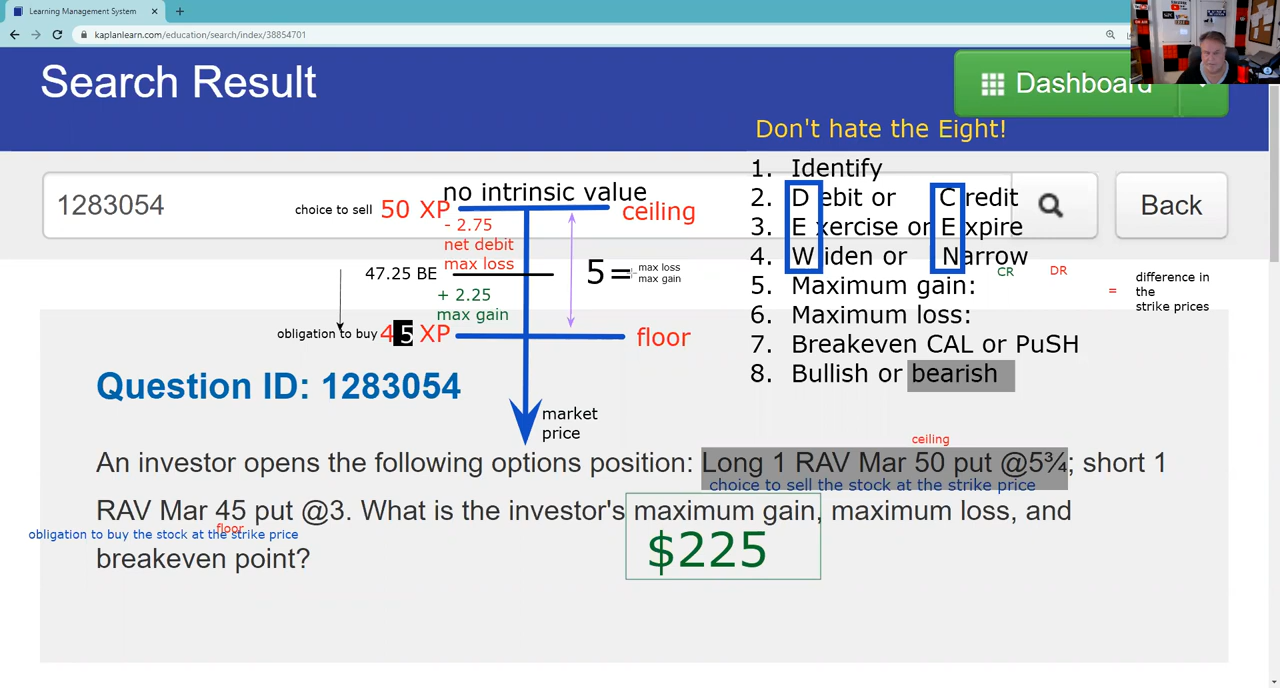 Learning Management System
kaplanlearn.com/education/search/index/38854701
Search Result
Dashboard
Don't hate the Eight!
1283054
Back
no intrinsic value
choice to sell 50 XP
ceiling
- 2.75
net debit
max loss
47.25 BE
5 =
max loss
max gain
+ 2.25
max gain
obligation to buy 45 XP
floor
market
price
1. Identify
2. Debit or Credit
3. Exercise or Expire
4. Widen or Narrow
CR DR
5. Maximum gain:
= difference in
the
strike prices
6. Maximum loss:
7. Breakeven CAL or PuSH
8. Bullish or bearish
Question ID: 1283054
ceiling
An investor opens the following options position: Long 1 RAV Mar 50 put @5¾; short 1
choice to sell the stock at the strike price
RAV Mar 45 put @3. What is the investor's maximum gain, maximum loss, and
floor
obligation to buy the stock at the strike price
$225
breakeven point?